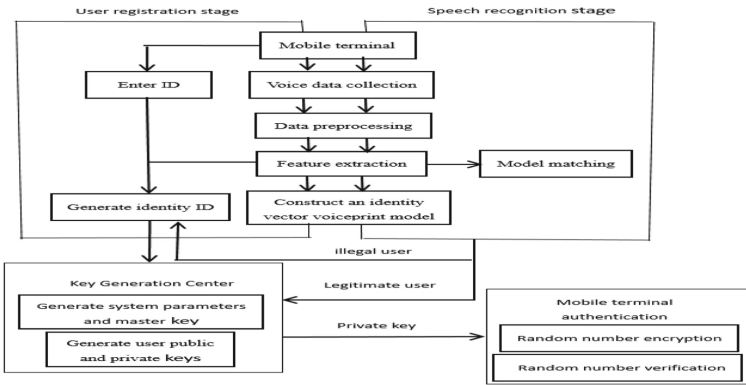 User registration stage
Speech recognition stage
Mobile terminal
Enter ID
Voice data collection
Data preprocessing
Feature extraction
Model matching
Generate identity ID
Construct an identity
vector voiceprint model
illegal user
Key Generation Center
Legitimate user
Generate system parameters
and master key
Mobile terminal
authentication
Private key
Random number encryption
Generate user public
and private keys
Random number verification